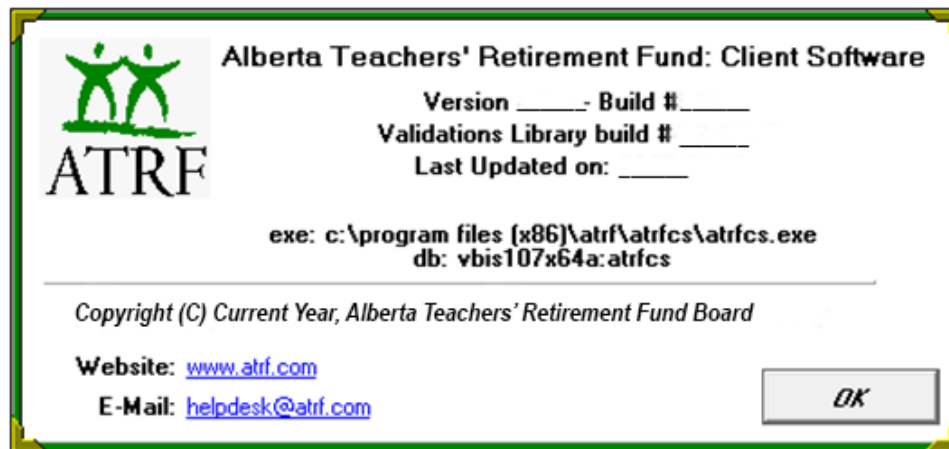 Alberta Teachers' Retirement Fund: Client Software
Version _____- Build #_____
Validations Library build # _____
Last Updated on: _____
ATRF
exe: c:\program files (x86)\atrf\atrfcs\atrfcs.exe
db: vbis107x64a:atrfcs
Copyright (C) Current Year, Alberta Teachers' Retirement Fund Board
Website: www.atrf.com
E-Mail: helpdesk@atrf.com
OK